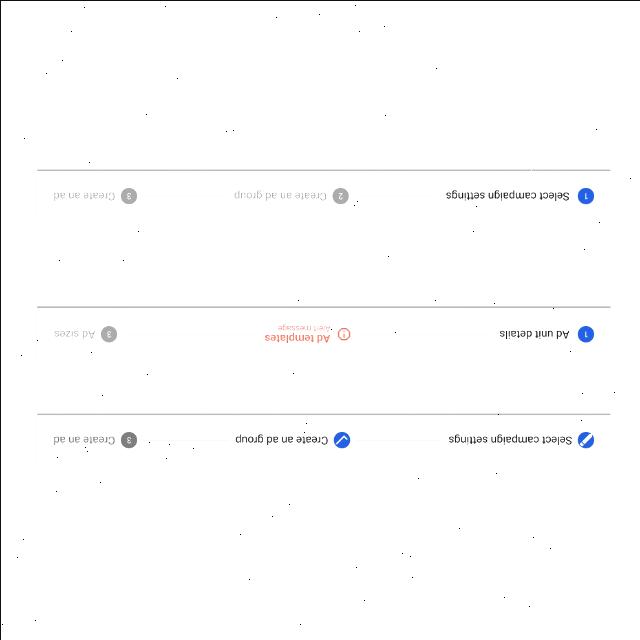 Select campaign settings
Create an ad group
3 Create an ad
1 Ad unit details
Ad templates
Alert message
3 Ad sizes
1 Select campaign settings
2 Create an ad group
3 Create an ad